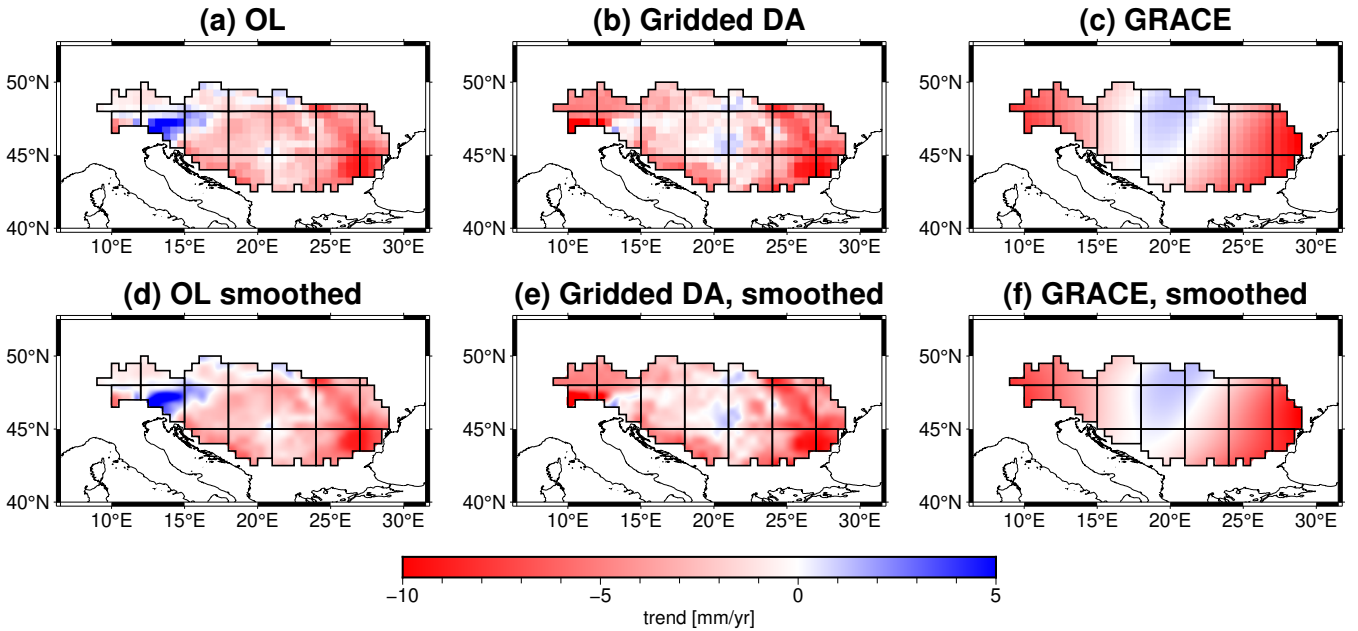 (a) OL
(b) Gridded DA
(c) GRACE
50°N
45°N
40°N
10°E 15°E 20°E 25°E 30°E
10°E 15°E 20°E 25°E 30°E
10°E 15°E 20°E 25°E 30°E
50°N
45°N
40°N
50°N
45°N
40°N
(d) OL smoothed
(e) Gridded DA, smoothed
(f) GRACE, smoothed
50°N
45°N
40°N
10°E 15°E 20°E 25°E 30°E
10°E 15°E 20°E 25°E 30°E
10°E 15°E 20°E 25°E 30°E
50°N
45°N
40°N
50°N
45°N
40°N
−10 −5 0 5
trend [mm/yr]